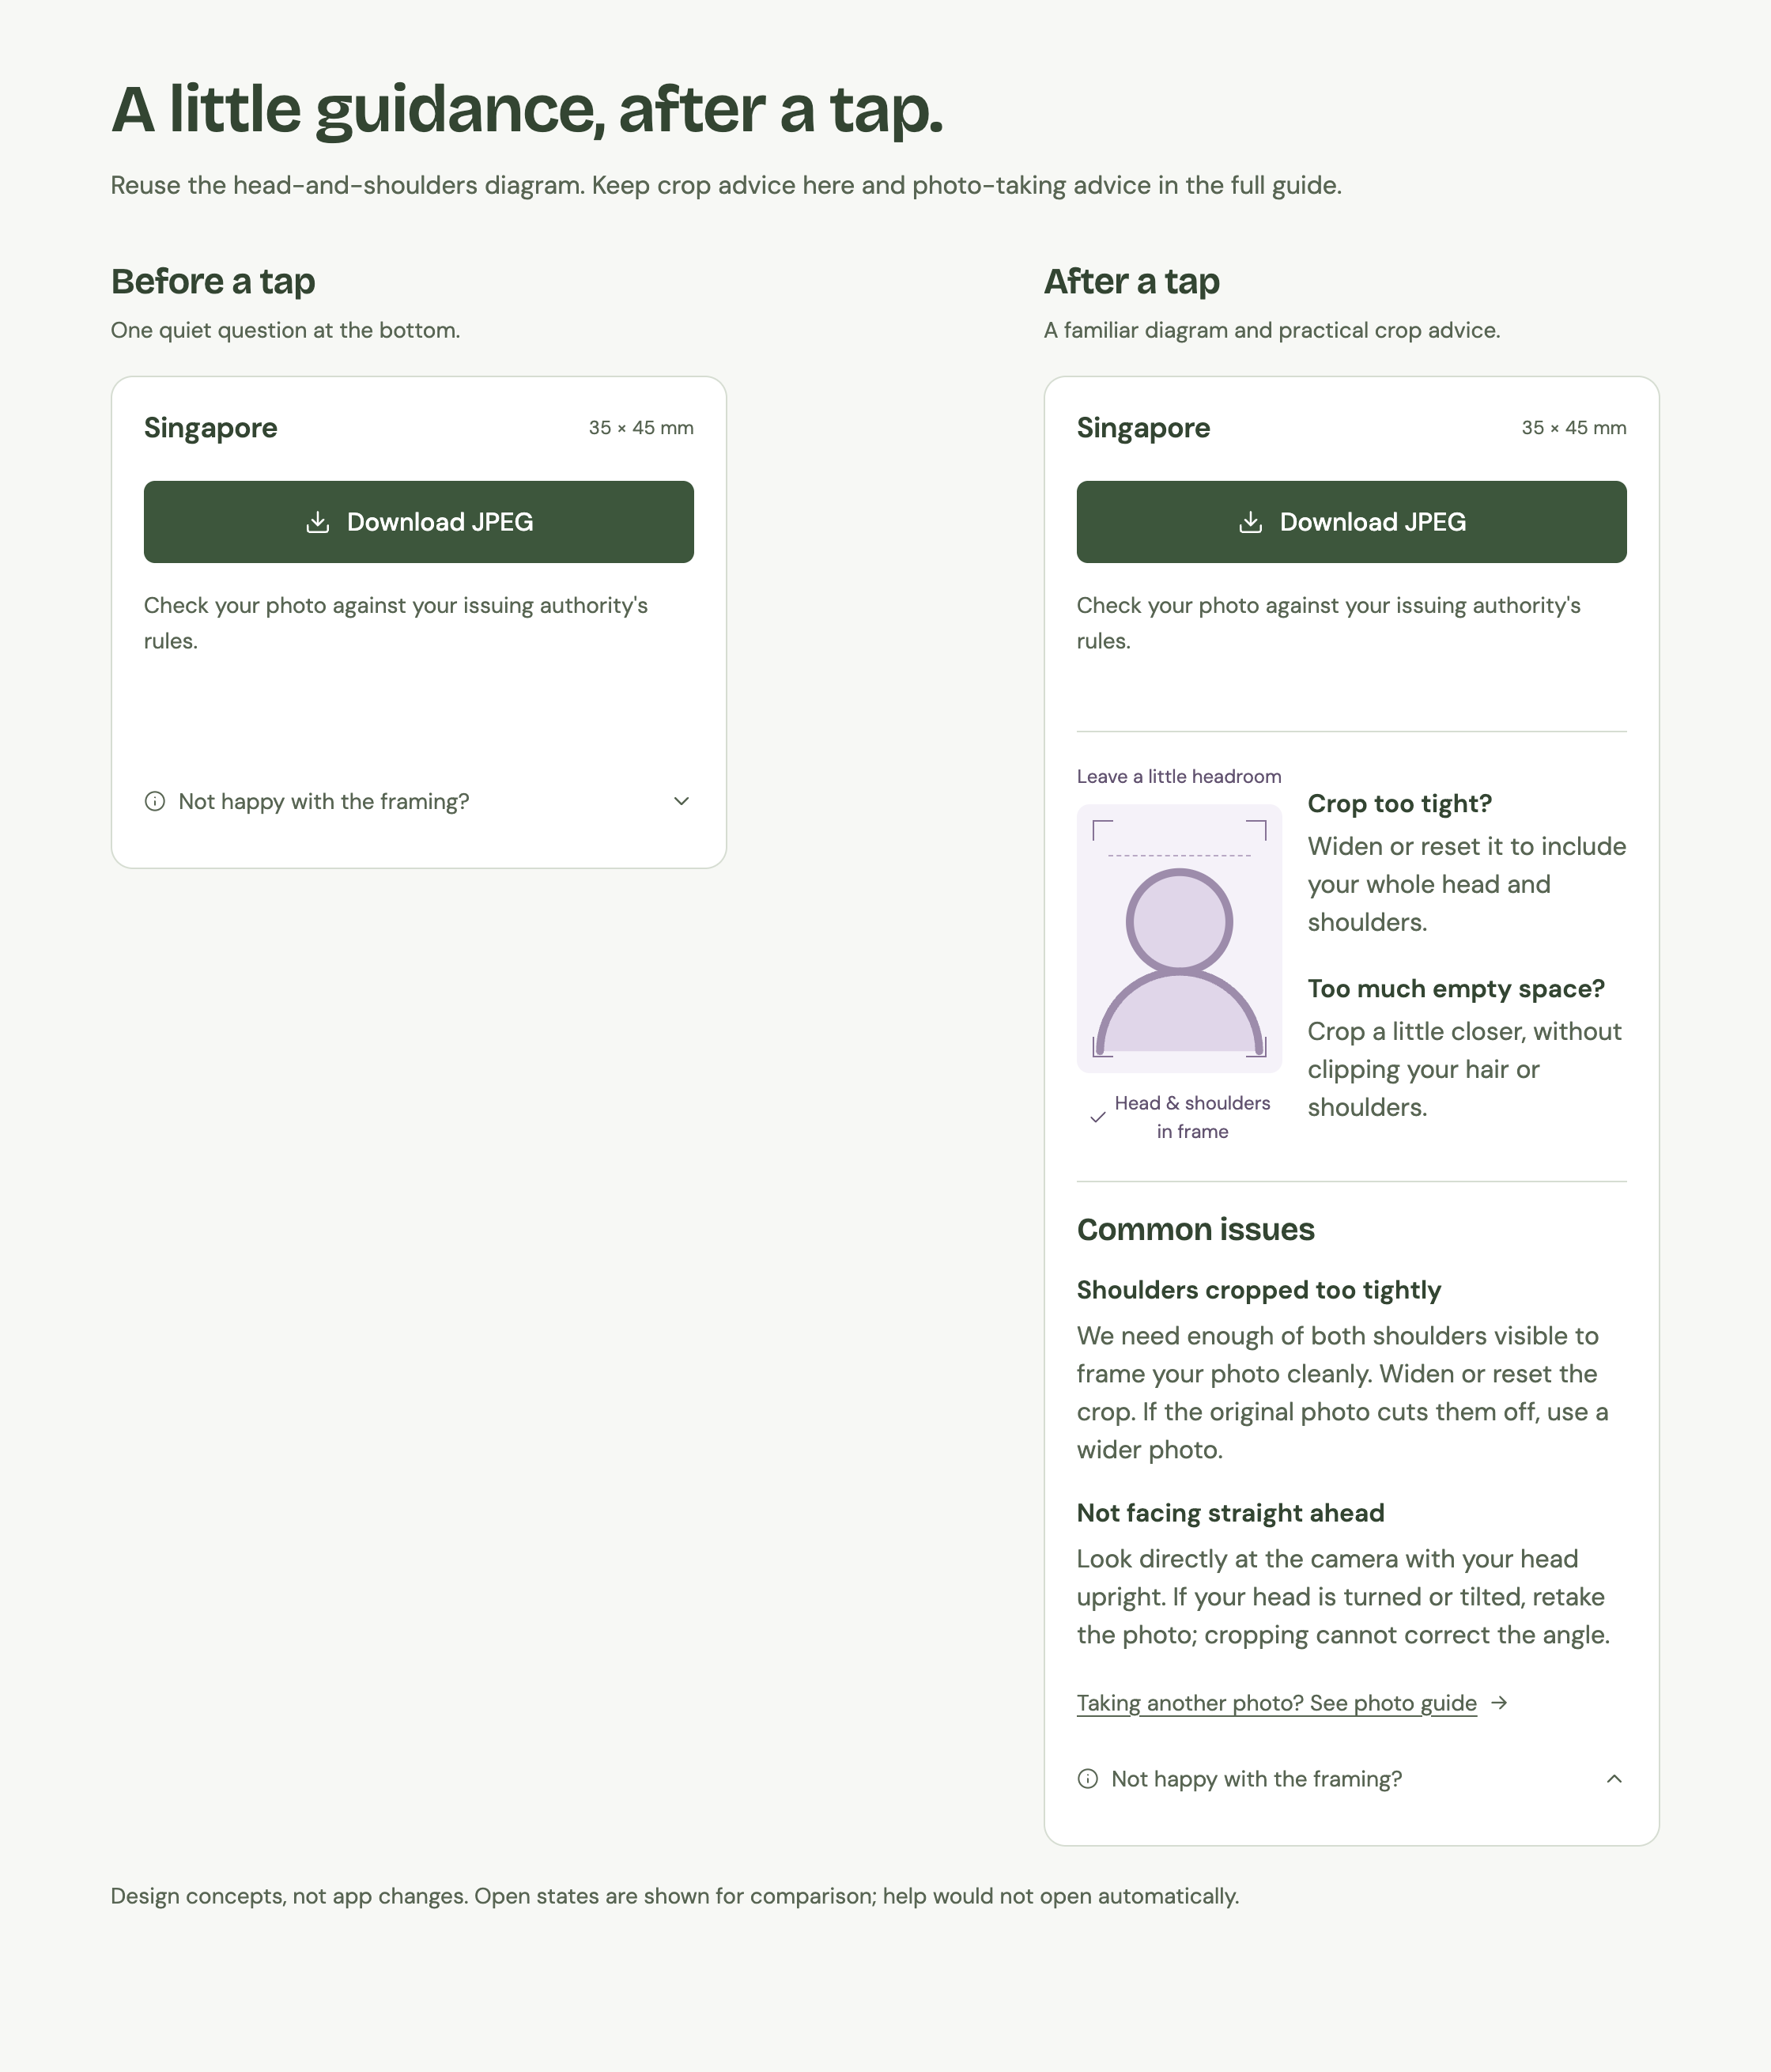 A little guidance, after a tap.
Reuse the head-and-shoulders diagram. Keep crop advice here and photo-taking advice in the full guide.
Before a tap
One quiet question at the bottom.
Singapore
35 × 45 mm
Download JPEG
Check your photo against your issuing authority's
rules.
Not happy with the framing?
After a tap
A familiar diagram and practical crop advice.
Singapore
35 × 45 mm
Download JPEG
Check your photo against your issuing authority's
rules.
Leave a little headroom
Head & shoulders
in frame
Crop too tight?
Widen or reset it to include
your whole head and
shoulders.
Too much empty space?
Crop a little closer, without
clipping your hair or
shoulders.
Common issues
Shoulders cropped too tightly
We need enough of both shoulders visible to
frame your photo cleanly. Widen or reset the
crop. If the original photo cuts them off, use a
wider photo.
Not facing straight ahead
Look directly at the camera with your head
upright. If your head is turned or tilted, retake
the photo; cropping cannot correct the angle.
Taking another photo? See photo guide →
Not happy with the framing?
Design concepts, not app changes. Open states are shown for comparison; help would not open automatically.